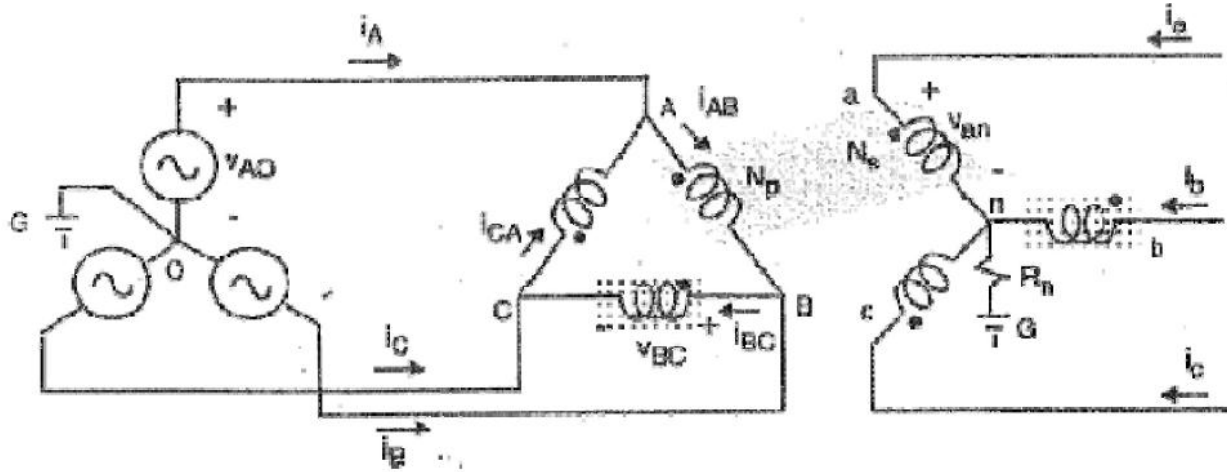 i_A
i_a
+
A
i_AB
a
+
v_an
v_AO
N_p
N_s
-
G
-
n
i_b
O
i_CA
b
R_n
C
B
c
G
i_C
v_BC
+
i_BC
i_c
i_B